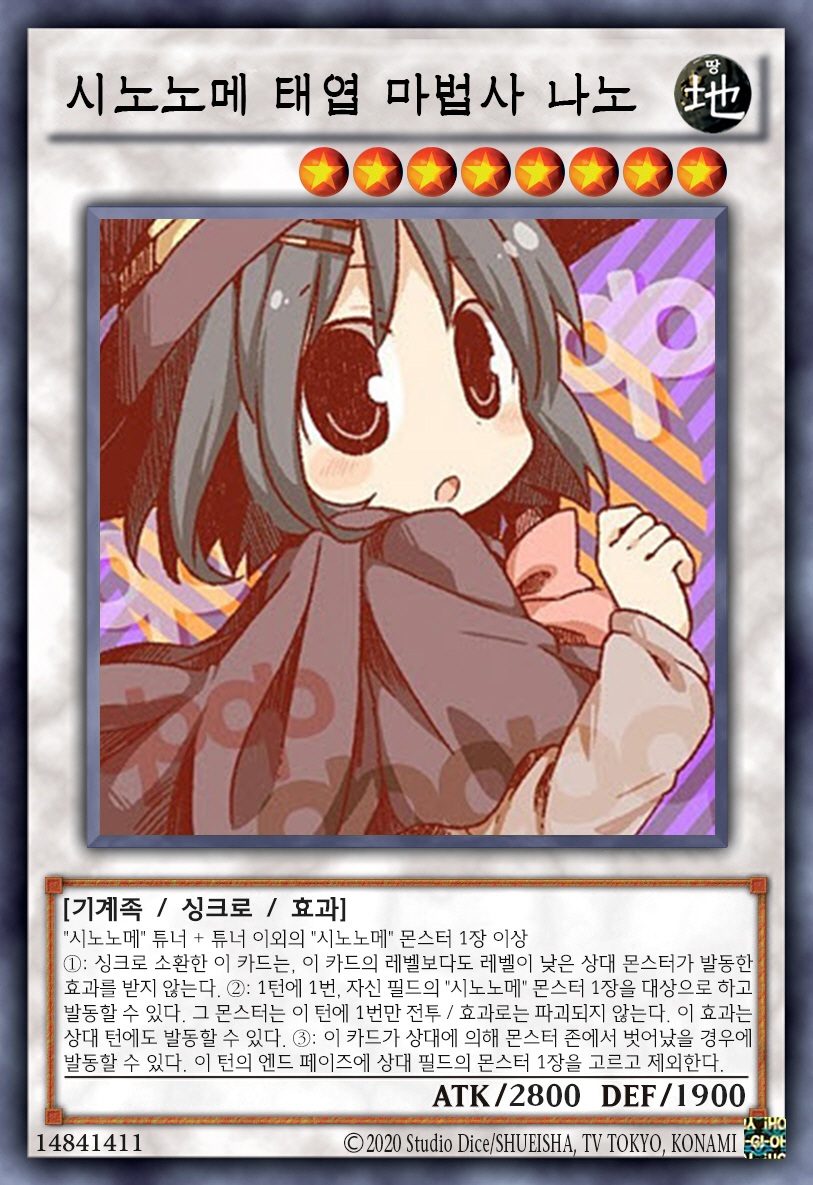 시노노메 태엽 마법사 나노
땅
地
[기계족 / 싱크로 / 효과]
"시노노메" 튜너 + 튜너 이외의 "시노노메" 몬스터 1장 이상
①: 싱크로 소환한 이 카드는, 이 카드의 레벨보다도 레벨이 낮은 상대 몬스터가 발동한
효과를 받지 않는다. ②: 1턴에 1번, 자신 필드의 "시노노메" 몬스터 1장을 대상으로 하고
발동할 수 있다. 그 몬스터는 이 턴에 1번만 전투 / 효과로는 파괴되지 않는다. 이 효과는
상대 턴에도 발동할 수 있다. ③: 이 카드가 상대에 의해 몬스터 존에서 벗어났을 경우에
발동할 수 있다. 이 턴의 엔드 페이즈에 상대 필드의 몬스터 1장을 고르고 제외한다.
ATK/2800 DEF/1900
14841411 ©2020 Studio Dice/SHUEISHA, TV TOKYO, KONAMI